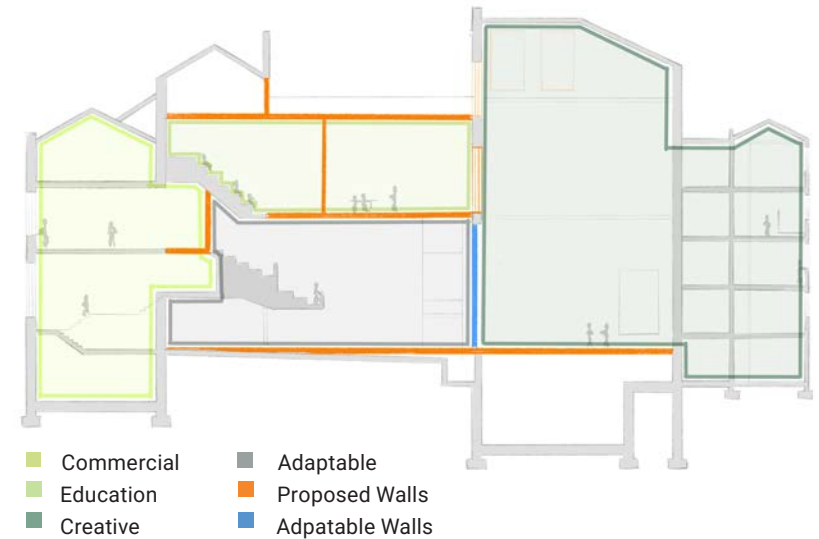 Commercial
Education
Creative
Adaptable
Proposed Walls
Adpatable Walls